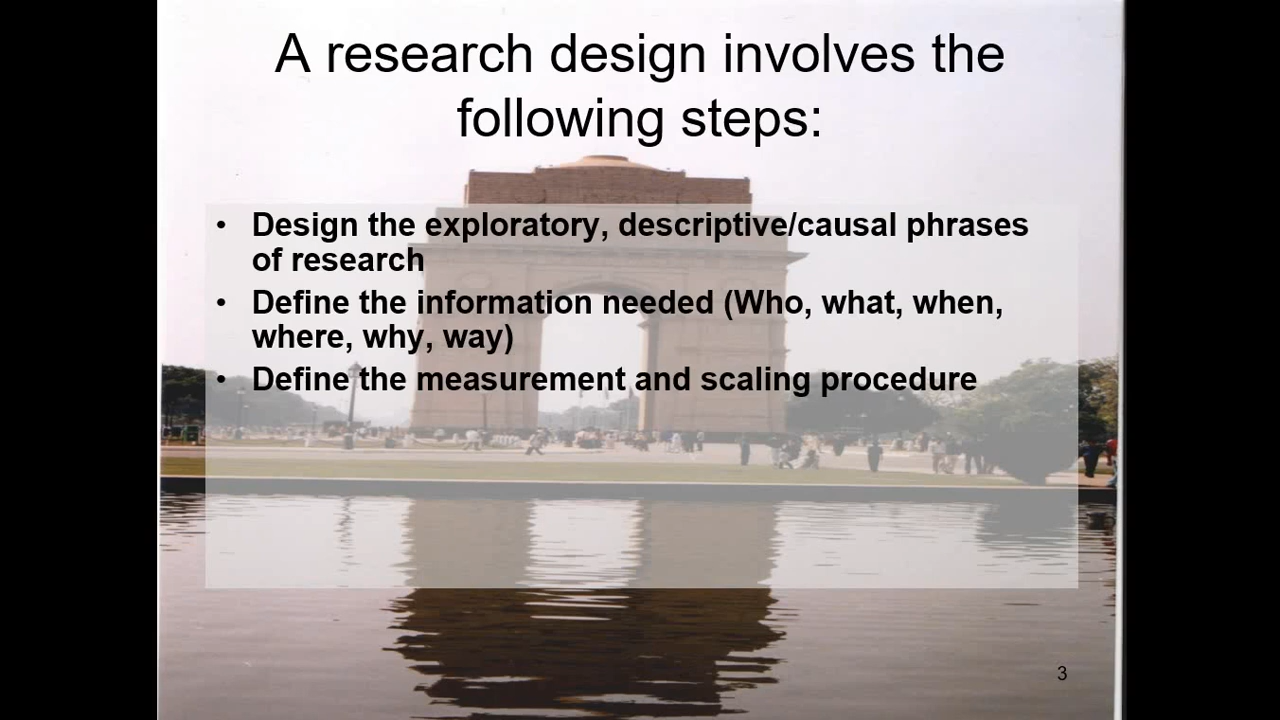 A research design involves the
following steps:
• Design the exploratory, descriptive/causal phrases
of research
• Define the information needed (Who, what, when,
where, why, way)
• Define the measurement and scaling procedure
3